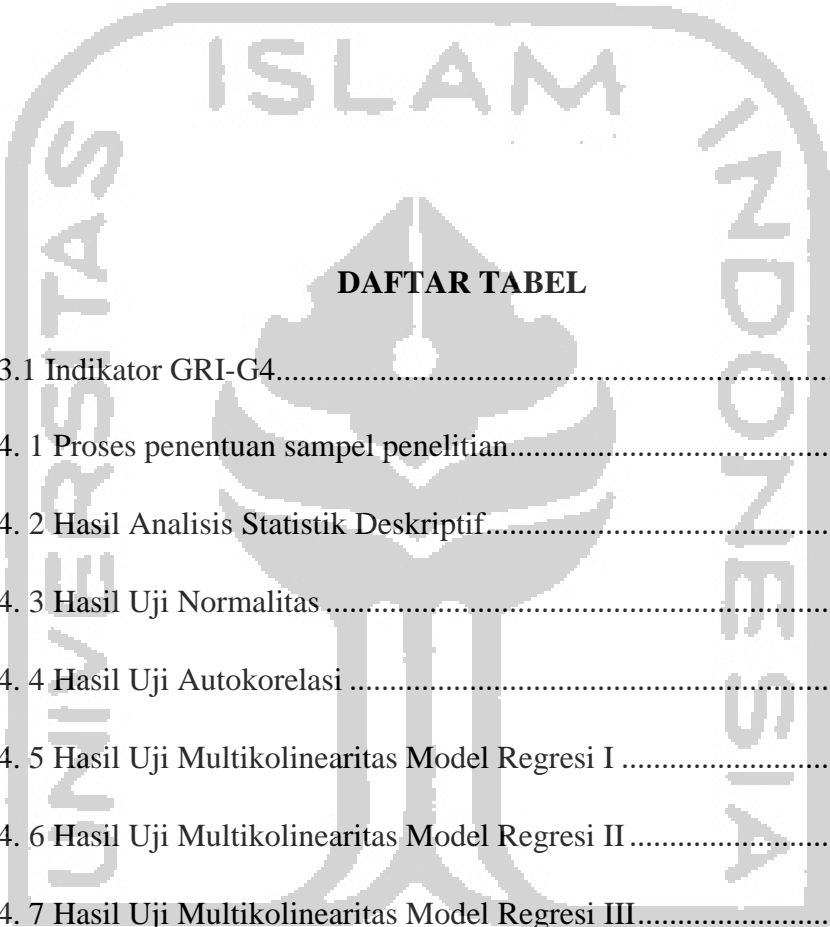 ISLAM
UNIVERSITAS
INDONESIA
DAFTAR TABEL
3.1 Indikator GRI-G4..............................................................................
4. 1 Proses penentuan sampel penelitian.............................................
4. 2 Hasil Analisis Statistik Deskriptif................................................
4. 3 Hasil Uji Normalitas .......................................................................
4. 4 Hasil Uji Autokorelasi ....................................................................
4. 5 Hasil Uji Multikolinearitas Model Regresi I .............................
4. 6 Hasil Uji Multikolinearitas Model Regresi II ............................
4. 7 Hasil Uji Multikolinearitas Model Regresi III...........................